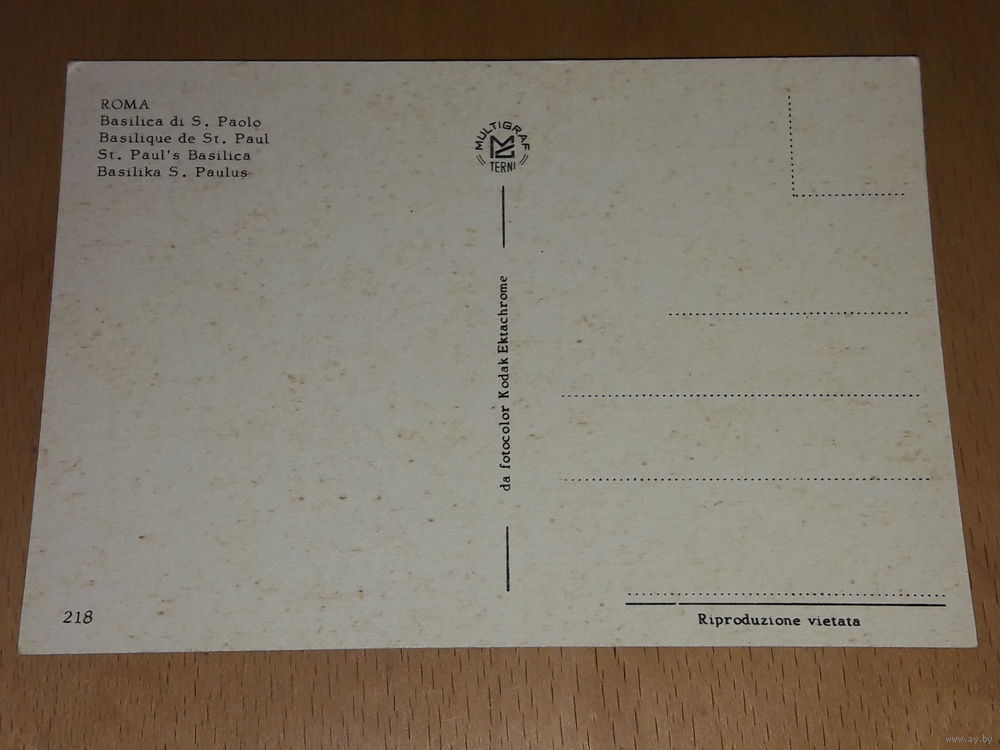 ROMA
Basilica di S. Paolo
Basilique de St. Paul
St. Paul's Basilica
Basilika S. Paulus
MULTIGRAF
TERNI
da fotocolor Kodak Ektachrome
218
Riproduzione vietata
www.ay.by